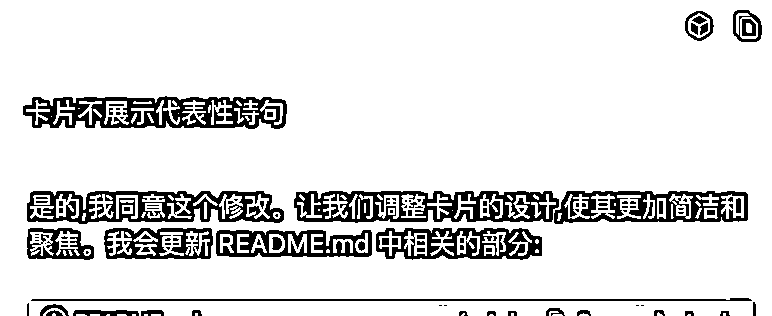 卡片不展示代表性诗句
是的,我同意这个修改。让我们调整卡片的设计,使其更加简洁和
聚焦。我会更新 README.md 中相关的部分: